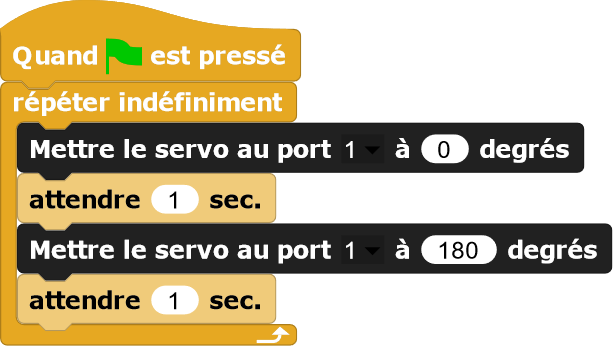 Quand est pressé
répéter indéfiniment
Mettre le servo au port 1 à 0 degrés
attendre 1 sec.
Mettre le servo au port 1 à 180 degrés
attendre 1 sec.